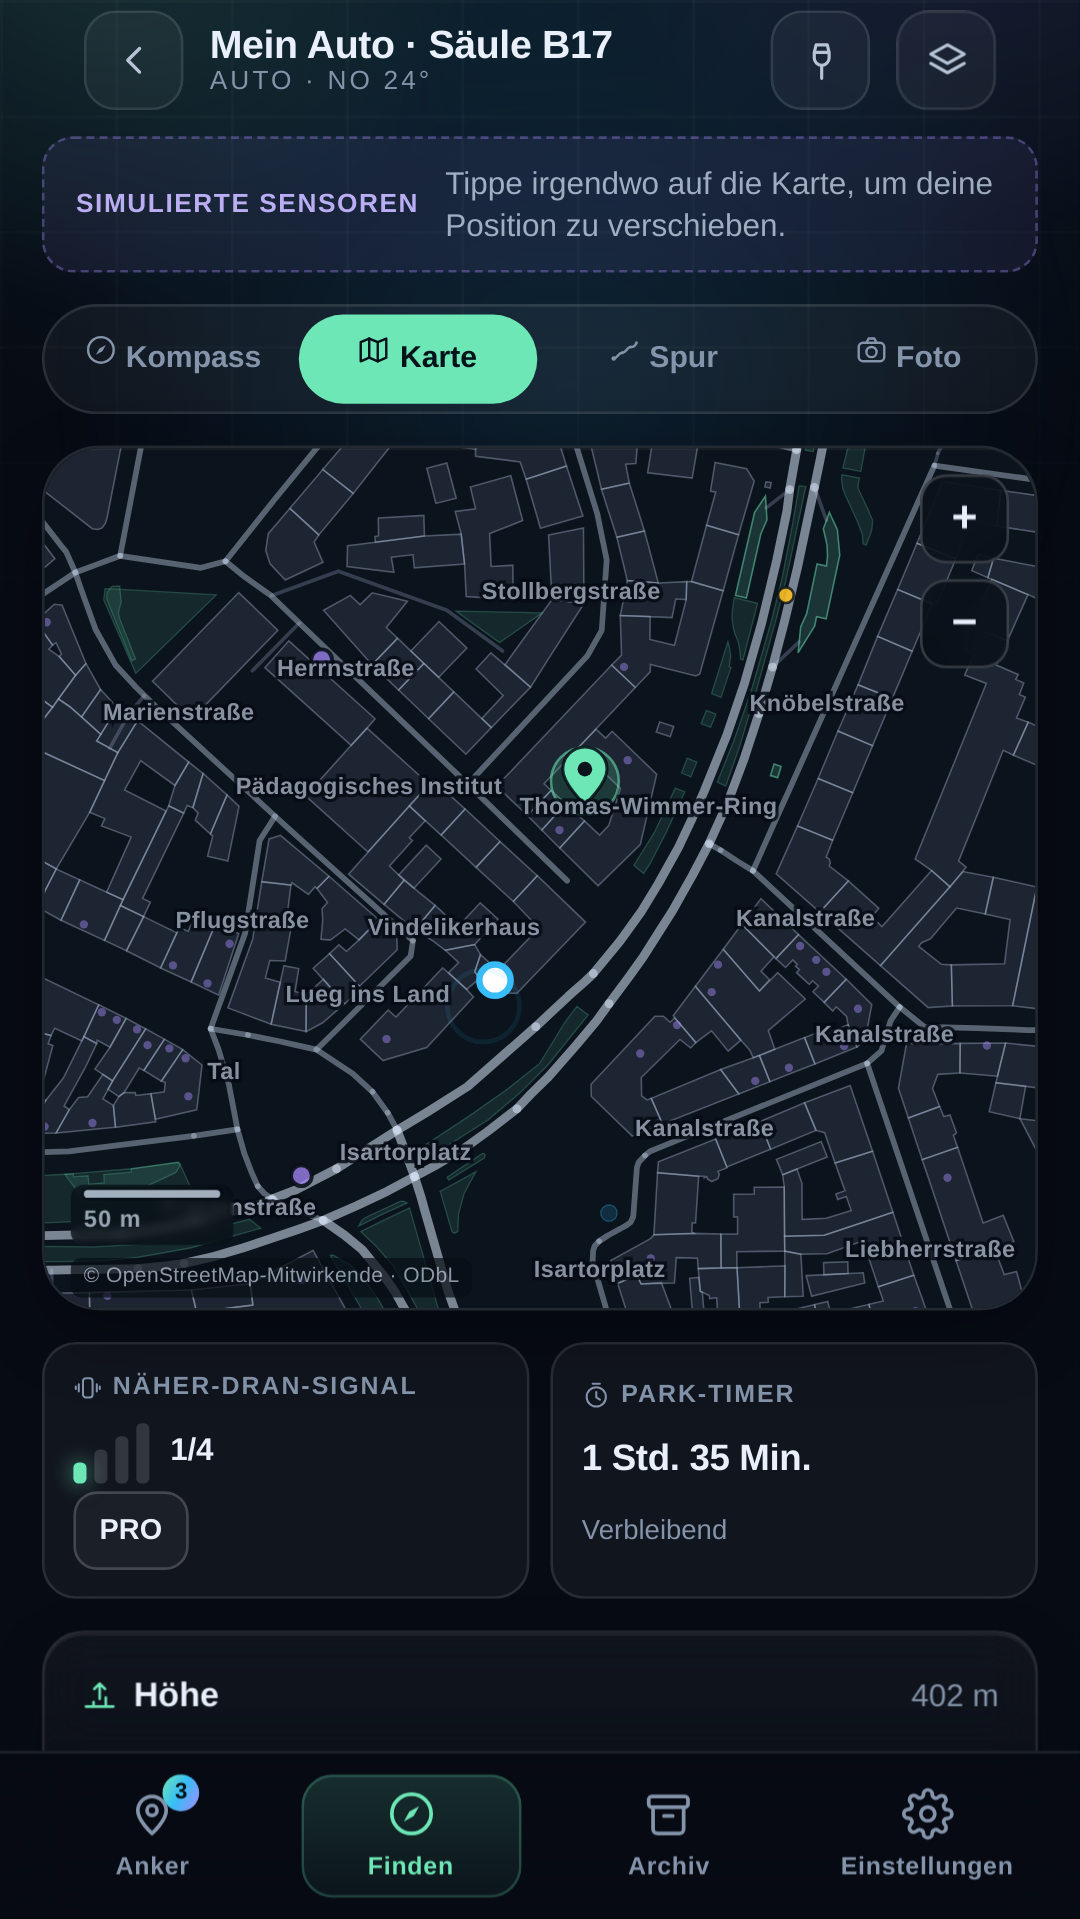 Mein Auto · Säule B17
AUTO · NO 24°
SIMULIERTE SENSOREN
Tippe irgendwo auf die Karte, um deine
Position zu verschieben.
Kompass
Karte
Spur
Foto
+
−
Stollbergstraße
Herrnstraße
Marienstraße
Knöbelstraße
Pädagogisches Institut
Thomas-Wimmer-Ring
Pflugstraße
Vindelikerhaus
Kanalstraße
Lueg ins Land
Kanalstraße
Tal
Kanalstraße
Isartorplatz
nstraße
50 m
Liebherrstraße
Isartorplatz
© OpenStreetMap-Mitwirkende · ODbL
NÄHER-DRAN-SIGNAL
1/4
PRO
PARK-TIMER
1 Std. 35 Min.
Verbleibend
Höhe
402 m
3
Anker
Finden
Archiv
Einstellungen